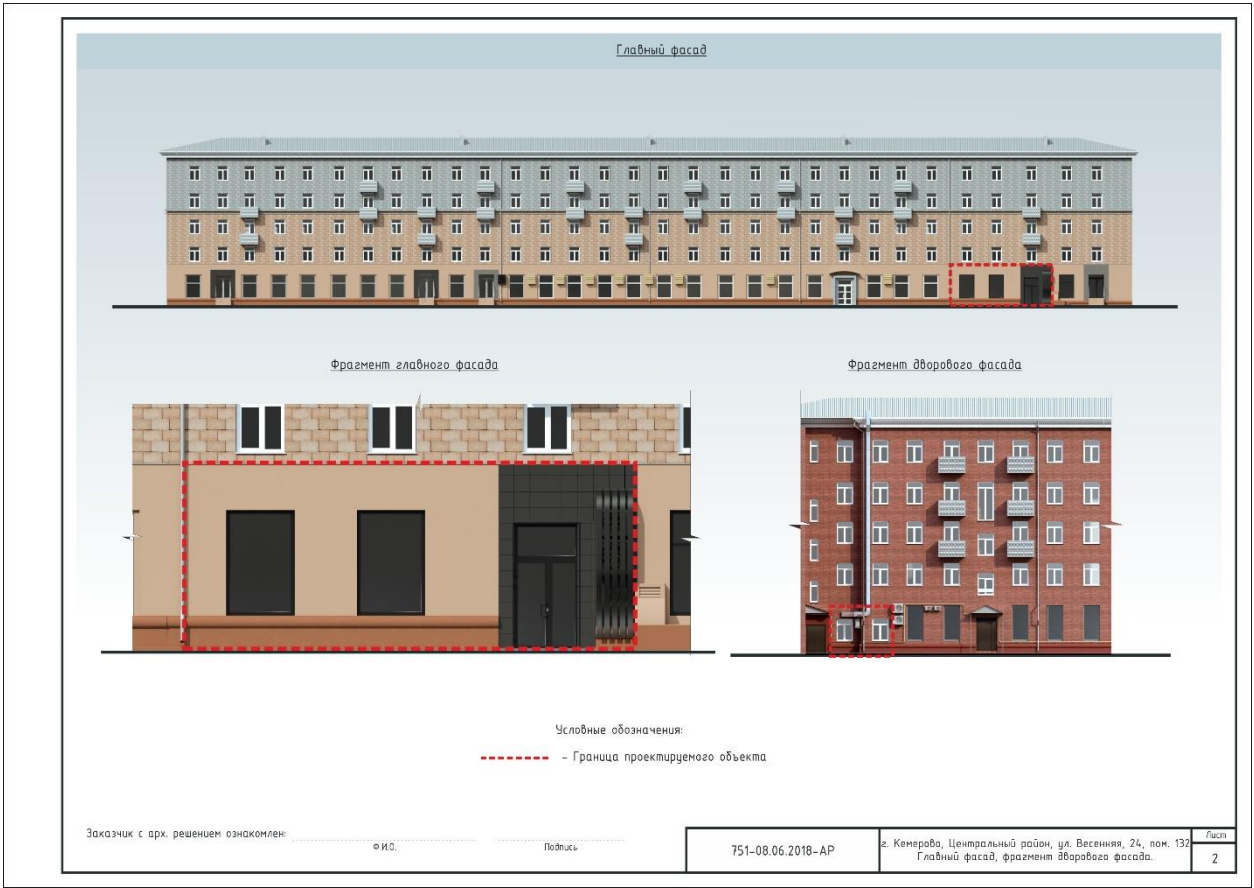 Главный фасад
Фрагмент главного фасада
Фрагмент дворового фасада
Условные обозначения:
– Граница проектируемого объекта
Заказчик с арх. решением ознакомлен:
Ф.И.О.
Подпись
751-08.06.2018-АР
г. Кемерово, Центральный район, ул. Весенняя, 24, пом. 132
Главный фасад, фрагмент дворового фасада.
Лист
2